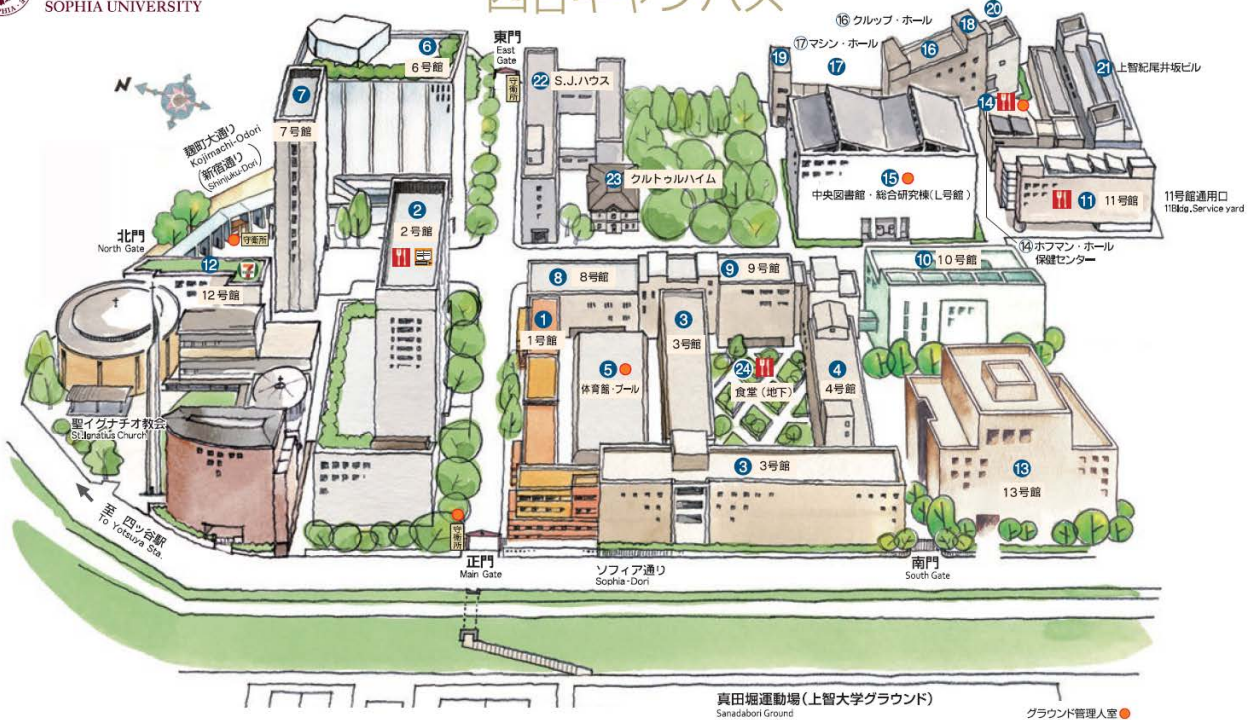 SOPHIA UNIVERSITY
四谷キャンパス
N
6
6号館
東門
East
Gate
守衛所
22 S.J.ハウス
⑯ クルップ・ホール
⑰ マシン・ホール
19
17
16
18
20
21 上智紀尾井坂ビル
7
7号館
麹町大通り
Kojimachi-Odori
(新宿通り)
Shinjuku-Dori
23 クルトゥルハイム
14
15
中央図書館・総合研究棟(L号館)
11 11号館
11号館通用口
11Bldg.Service yard
⑭ ホフマン・ホール
保健センター
北門
North Gate
守衛所
2
2号館
12
7
12号館
8 8号館
9 9号館
10 10号館
1
1号館
3
3号館
5
体育館・プール
24
食堂(地下)
4
4号館
聖イグナチオ教会
St.Ignatius Church
3 3号館
13
13号館
至 四ッ谷駅
To Yotsuya Sta.
守衛所
正門
Main Gate
ソフィア通り
Sophia-Dori
南門
South Gate
真田堀運動場(上智大学グラウンド)
Sanadabori Ground
グラウンド管理人室